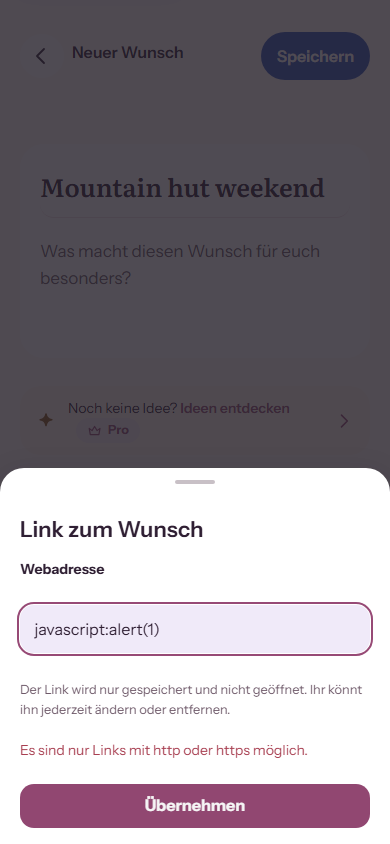 Neuer Wunsch
Speichern
Mountain hut weekend
Was macht diesen Wunsch für euch
besonders?
Noch keine Idee? Ideen entdecken
Pro
Link zum Wunsch
Webadresse
javascript:alert(1)
Der Link wird nur gespeichert und nicht geöffnet. Ihr könnt
ihn jederzeit ändern oder entfernen.
Es sind nur Links mit http oder https möglich.
Übernehmen